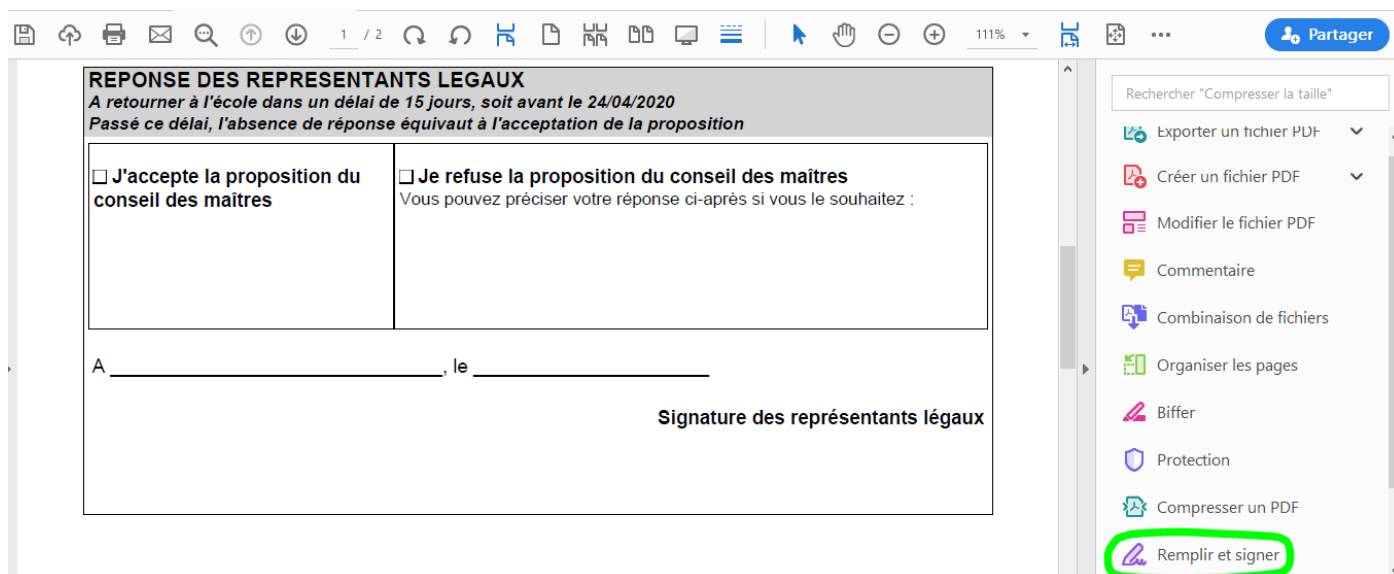 1 / 2
111%
Partager
REPONSE DES REPRESENTANTS LEGAUX
A retourner à l'école dans un délai de 15 jours, soit avant le 24/04/2020
Passé ce délai, l'absence de réponse équivaut à l'acceptation de la proposition
J'accepte la proposition du
conseil des maîtres
Je refuse la proposition du conseil des maîtres
Vous pouvez préciser votre réponse ci-après si vous le souhaitez :
A , le
Signature des représentants légaux
Rechercher "Compresser la taille"
Exporter un fichier PDF
Créer un fichier PDF
Modifier le fichier PDF
Commentaire
Combinaison de fichiers
Organiser les pages
Biffer
Protection
Compresser un PDF
Remplir et signer